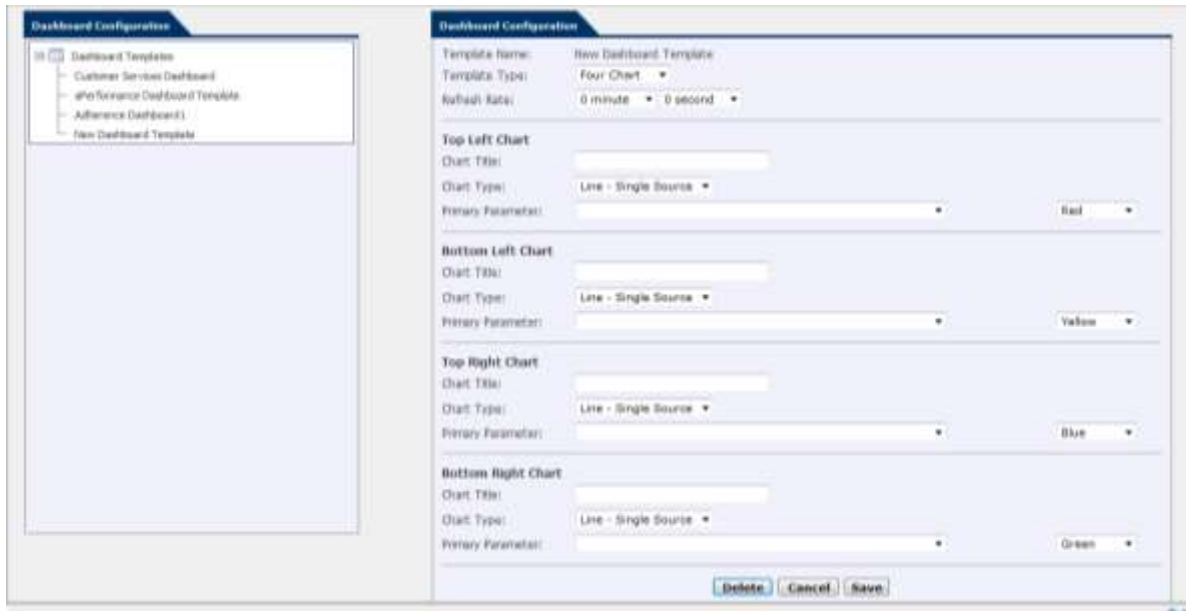 Dashboard Configuration
Dashboard Templates
Customer Services Dashboard
ePerformance Dashboard Template
Adherence Dashboard1
New Dashboard Template
Dashboard Configuration
Template Name: New Dashboard Template
Template Type: Four Chart
Refresh Rate: 0 minute 0 second
Top Left Chart
Chart Title:
Chart Type: Line - Single Source
Primary Parameter: Red
Bottom Left Chart
Chart Title:
Chart Type: Line - Single Source
Primary Parameter: Yellow
Top Right Chart
Chart Title:
Chart Type: Line - Single Source
Primary Parameter: Blue
Bottom Right Chart
Chart Title:
Chart Type: Line - Single Source
Primary Parameter: Green
Delete Cancel Save